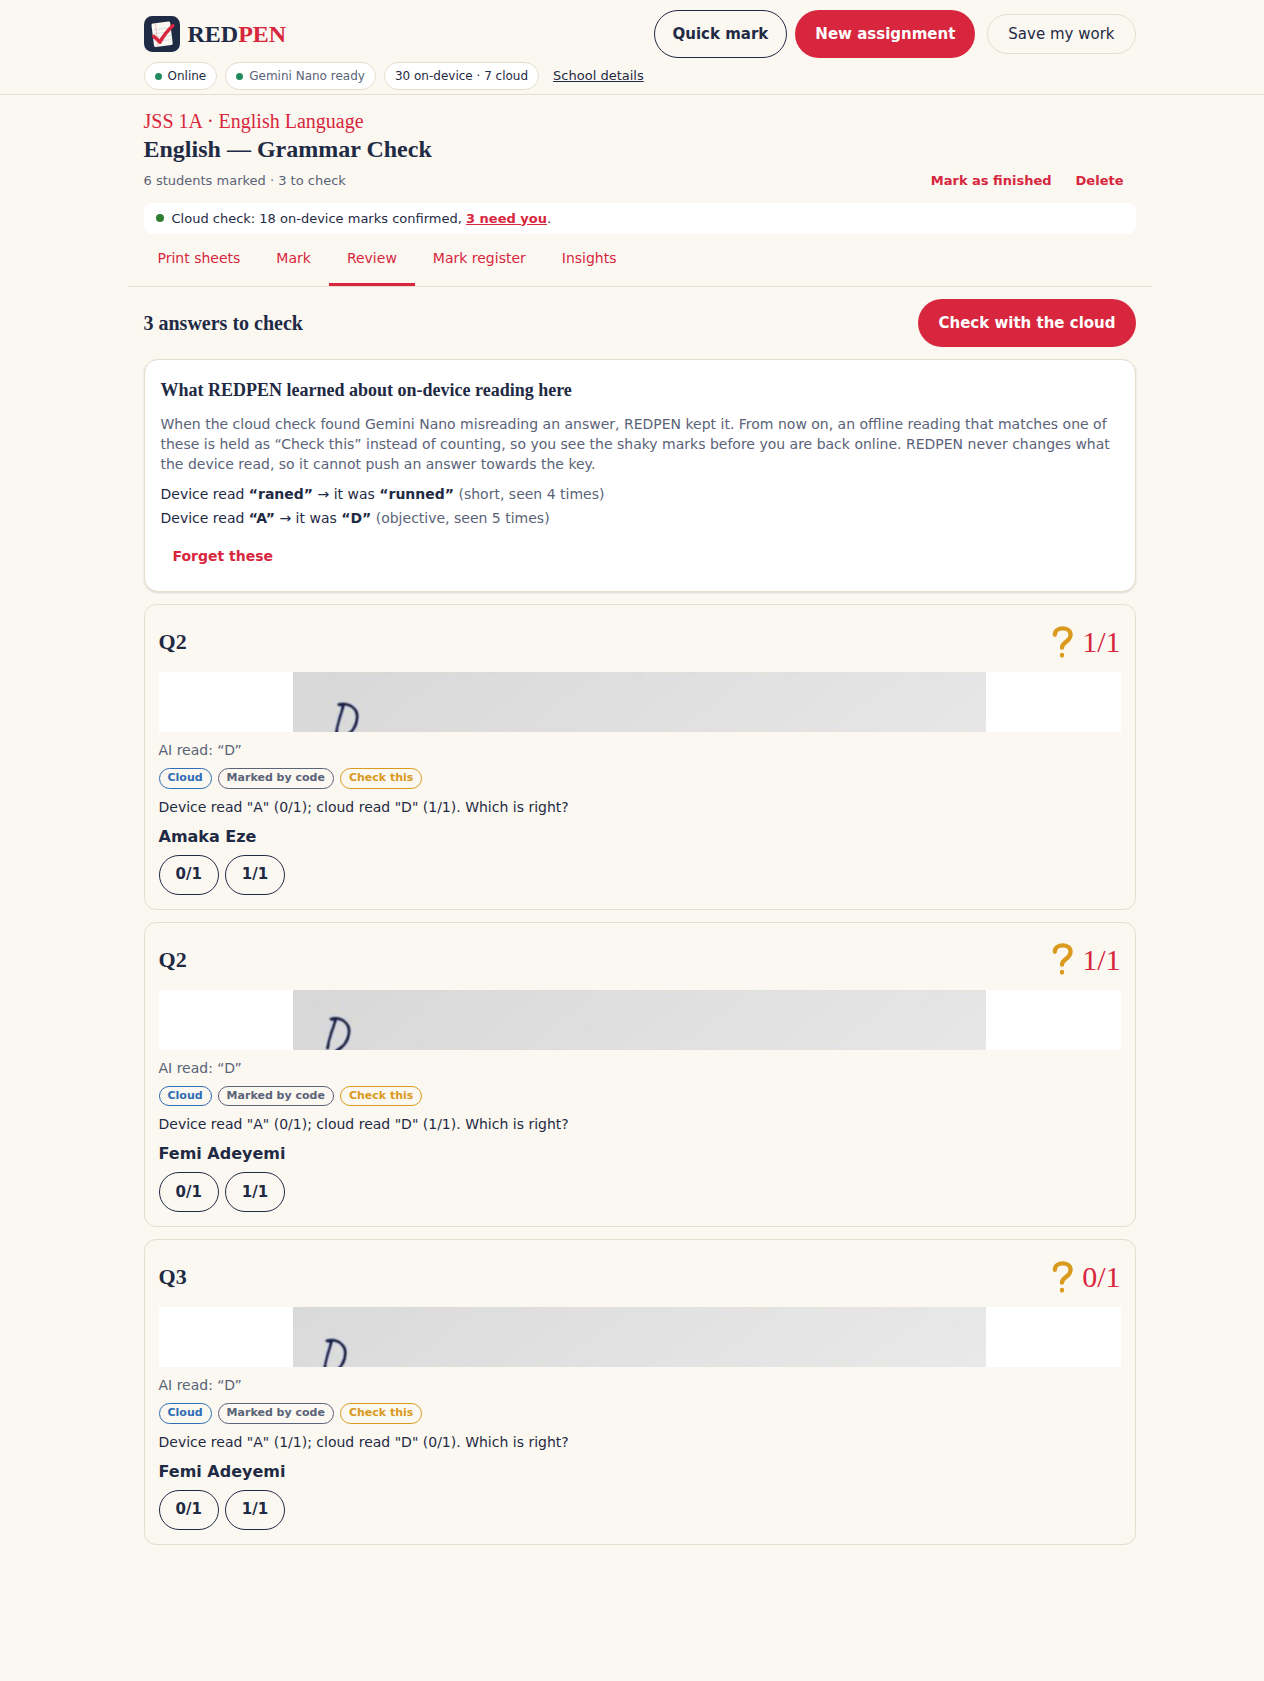 REDPEN
Quick mark
New assignment
Save my work
Online
Gemini Nano ready
30 on-device · 7 cloud
School details
JSS 1A · English Language
English — Grammar Check
6 students marked · 3 to check
Mark as finished
Delete
Cloud check: 18 on-device marks confirmed, 3 need you.
Print sheets
Mark
Review
Mark register
Insights
3 answers to check
Check with the cloud
What REDPEN learned about on-device reading here
When the cloud check found Gemini Nano misreading an answer, REDPEN kept it. From now on, an offline reading that matches one of
these is held as “Check this” instead of counting, so you see the shaky marks before you are back online. REDPEN never changes what
the device read, so it cannot push an answer towards the key.
Device read “raned” → it was “runned” (short, seen 4 times)
Device read “A” → it was “D” (objective, seen 5 times)
Forget these
Q2
? 1/1
D
AI read: “D”
Cloud
Marked by code
Check this
Device read "A" (0/1); cloud read "D" (1/1). Which is right?
Amaka Eze
0/1
1/1
Q2
? 1/1
D
AI read: “D”
Cloud
Marked by code
Check this
Device read "A" (0/1); cloud read "D" (1/1). Which is right?
Femi Adeyemi
0/1
1/1
Q3
? 0/1
D
AI read: “D”
Cloud
Marked by code
Check this
Device read "A" (1/1); cloud read "D" (0/1). Which is right?
Femi Adeyemi
0/1
1/1